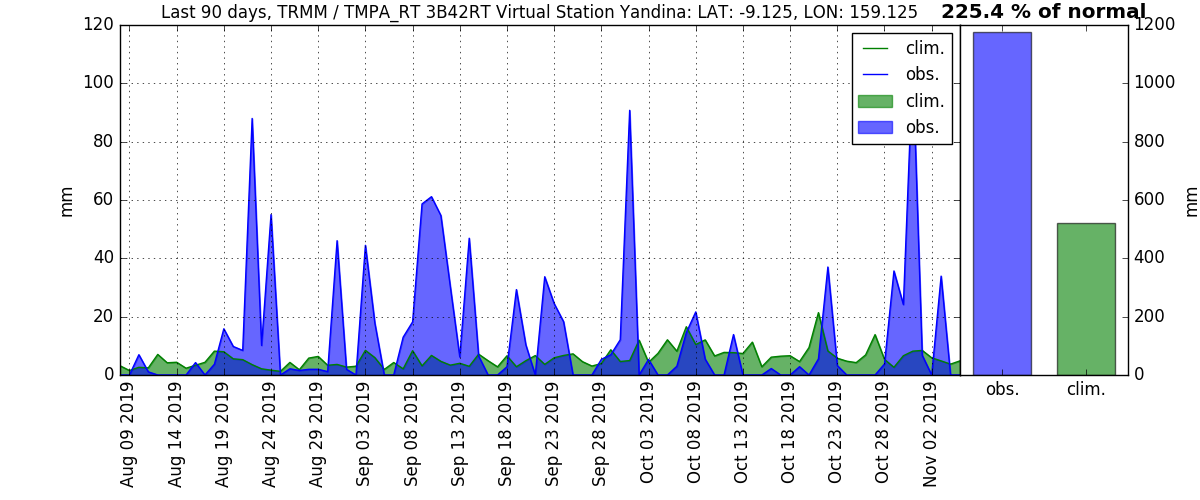 Last 90 days, TRMM / TMPA_RT 3B42RT Virtual Station Yandina: LAT: -9.125, LON: 159.125
225.4 % of normal
120
100
80
60
40
20
0
mm
clim.
obs.
clim.
obs.
1200
1000
800
600
400
200
0
mm
obs.
clim.
Aug 09 2019
Aug 14 2019
Aug 19 2019
Aug 24 2019
Aug 29 2019
Sep 03 2019
Sep 08 2019
Sep 13 2019
Sep 18 2019
Sep 23 2019
Sep 28 2019
Oct 03 2019
Oct 08 2019
Oct 13 2019
Oct 18 2019
Oct 23 2019
Oct 28 2019
Nov 02 2019